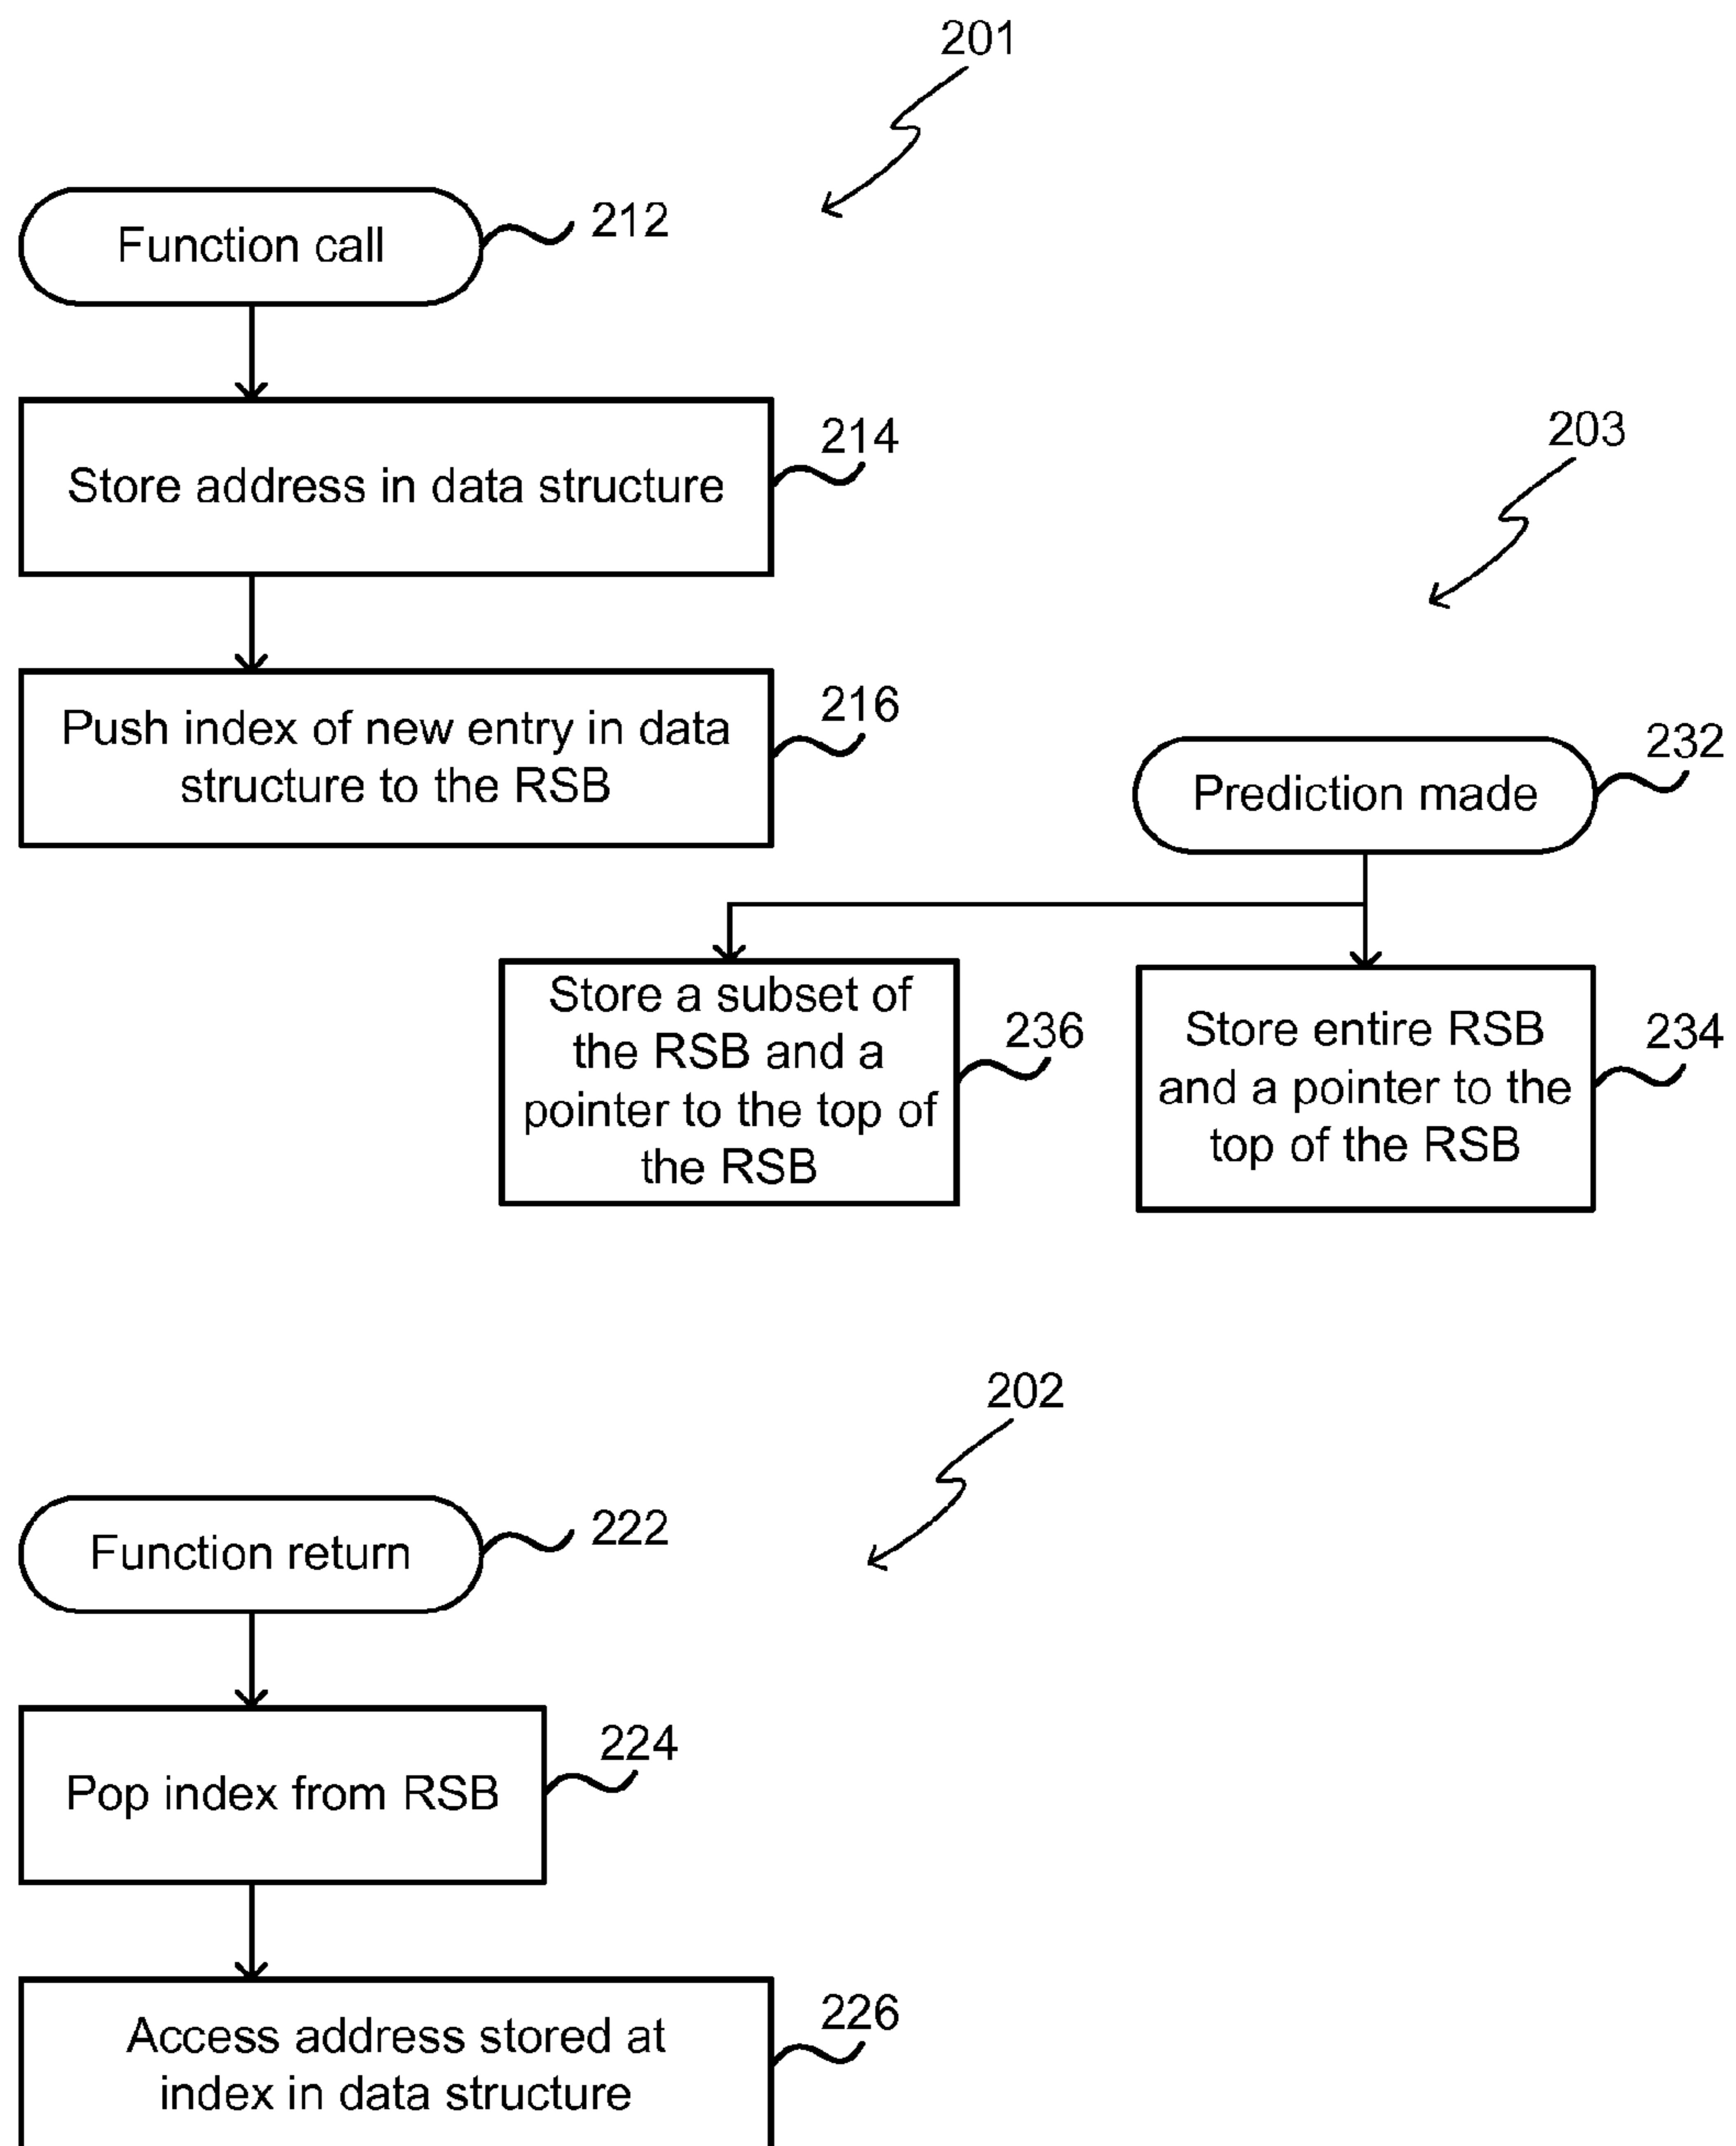 201
Function call
212
Store address in data structure
214
Push index of new entry in data
structure to the RSB
216
203
Prediction made
232
Store a subset of
the RSB and a
pointer to the top of
the RSB
236
Store entire RSB
and a pointer to the
top of the RSB
234
202
Function return
222
Pop index from RSB
224
Access address stored at
index in data structure
226